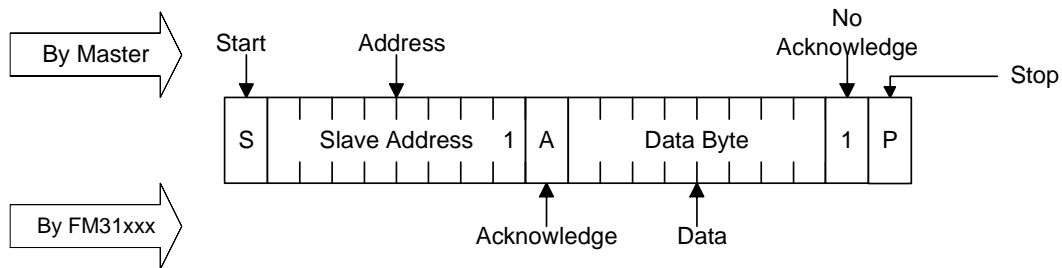 By Master
Start
Address
No
Acknowledge
Stop
S
Slave Address
1
A
Data Byte
1
P
By FM31xxx
Acknowledge
Data